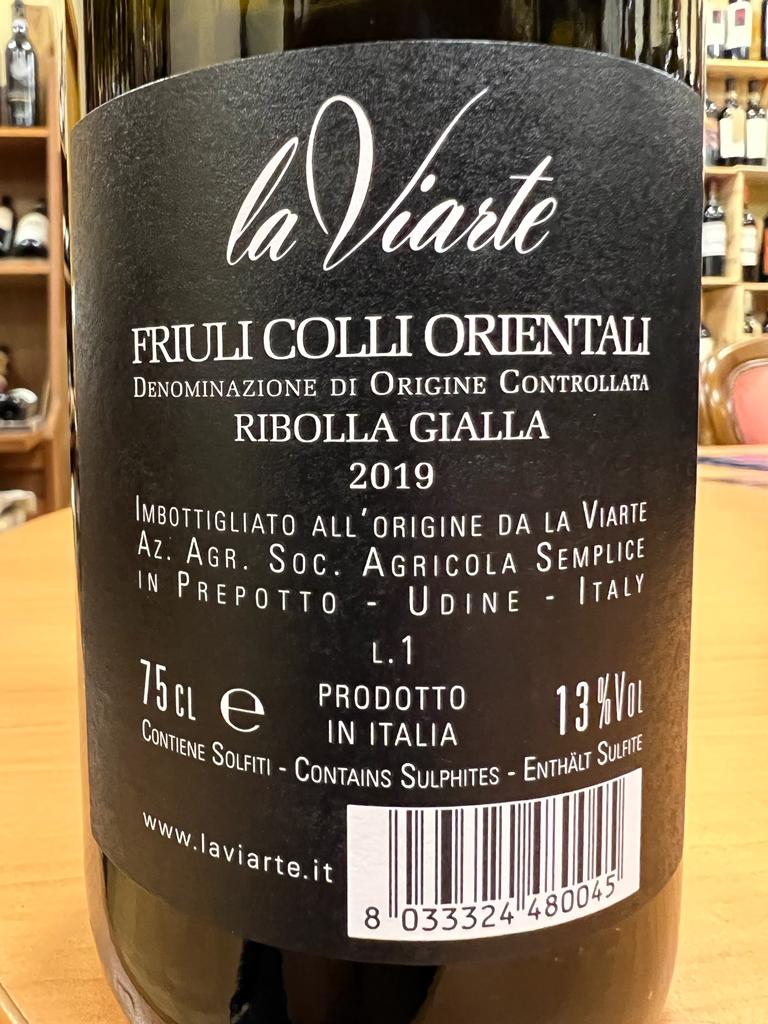 la Viarte
FRIULI COLLI ORIENTALI
DENOMINAZIONE DI ORIGINE CONTROLLATA
RIBOLLA GIALLA
2019
IMBOTTIGLIATO ALL'ORIGINE DA LA VIARTE
AZ. AGR. SOC. AGRICOLA SEMPLICE
IN PREPOTTO - UDINE - ITALY
L.1
75 CL e PRODOTTO IN ITALIA 13%VOL
CONTIENE SOLFITI - CONTAINS SULPHITES - ENTHÄLT SULFITE
www.laviarte.it
8 033324 480045